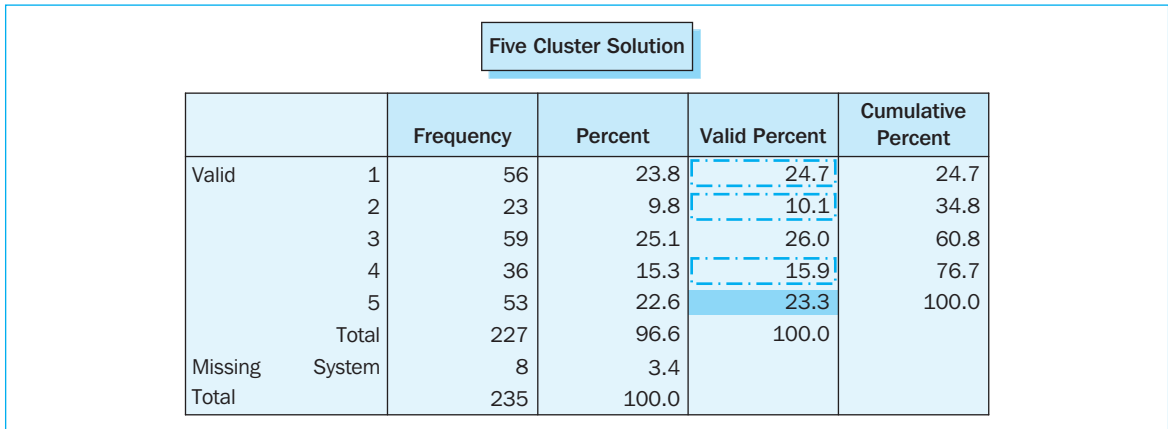 Five Cluster Solution
Frequency Percent Valid Percent Cumulative Percent
Valid 1 56 23.8 24.7 24.7
2 23 9.8 10.1 34.8
3 59 25.1 26.0 60.8
4 36 15.3 15.9 76.7
5 53 22.6 23.3 100.0
Total 227 96.6 100.0
Missing System 8 3.4
Total 235 100.0